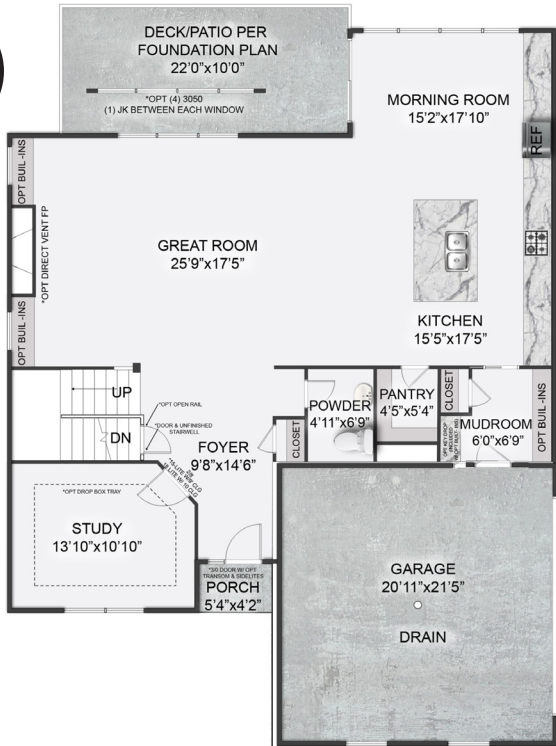 DECK/PATIO PER
FOUNDATION PLAN
22'0"x10'0"
*OPT (4) 3050
(1) JK BETWEEN EACH WINDOW
MORNING ROOM
15'2"x17'10"
REF
OPT BUIL -INS
*OPT DIRECT VENT FP
OPT BUIL -INS
GREAT ROOM
25'9"x17'5"
KITCHEN
15'5"x17'5"
UP
DN
*OPT OPEN RAIL
*DOOR & UNFINISHED
STAIRWELL
FOYER
9'8"x14'6"
CLOSET
POWDER
4'11"x6'9"
PANTRY
4'5"x5'4"
CLOSET
MUDROOM
6'0"x6'9"
OPT BUIL -INS
*OPT DROP BOX TRAY
STUDY
13'10"x10'10"
*3/0 DOOR W/ OPT
TRANSOM & SIDELITES
PORCH
5'4"x4'2"
GARAGE
20'11"x21'5"
DRAIN